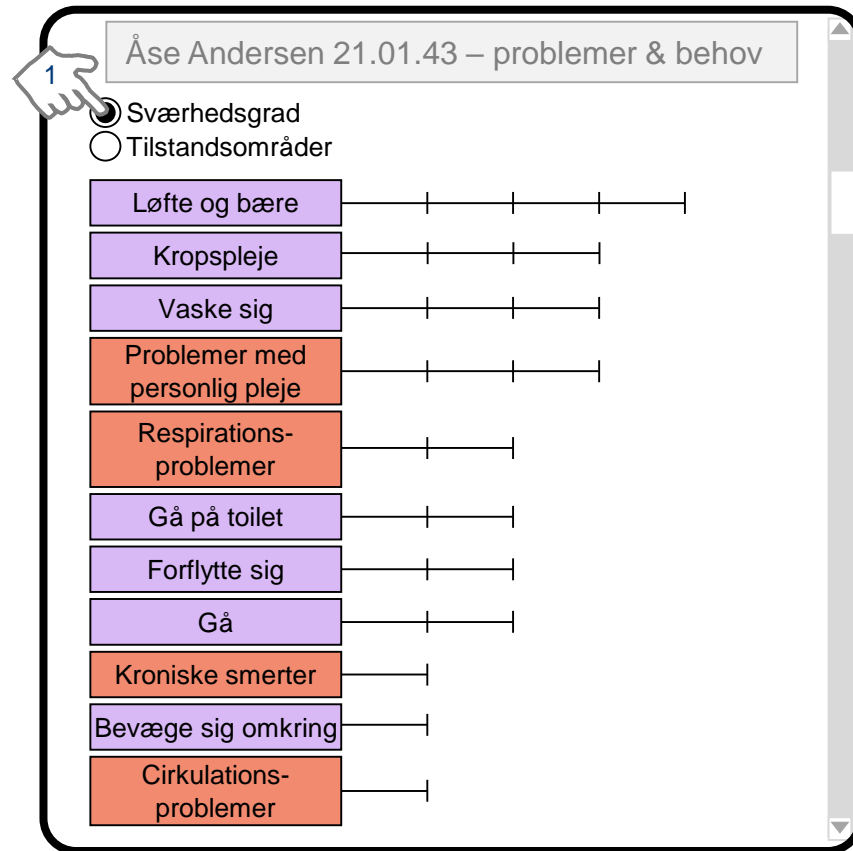 Åse Andersen 21.01.43 – problemer & behov
1
Sværhedsgrad
Tilstandsområder
Løfte og bære
Kropspleje
Vaske sig
Problemer med
personlig pleje
Respirations-
problemer
Gå på toilet
Forflytte sig
Gå
Kroniske smerter
Bevæge sig omkring
Cirkulations-
problemer